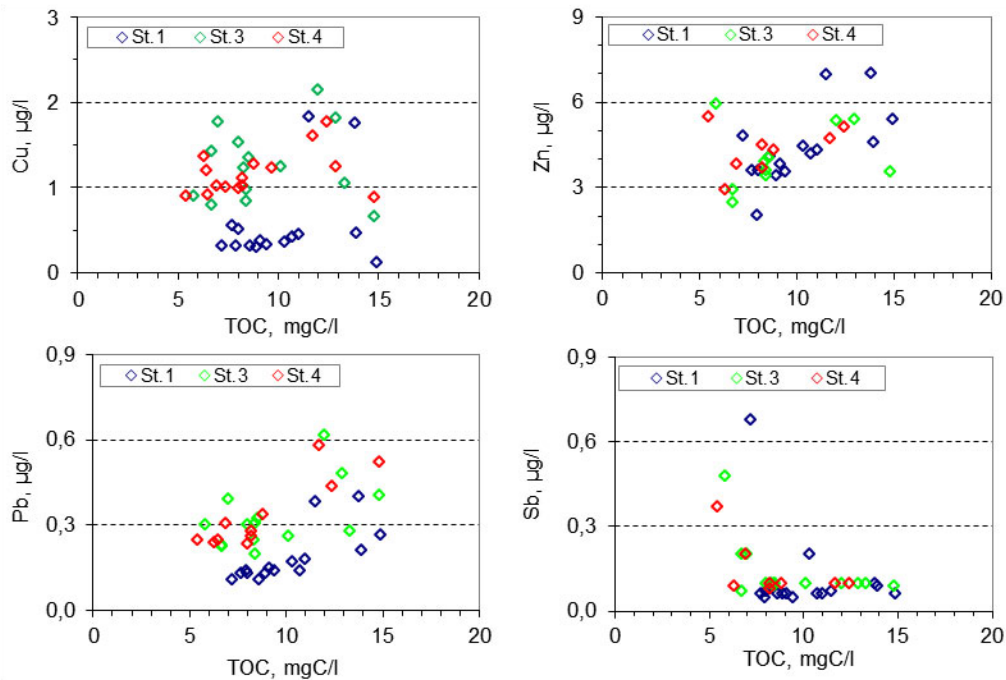 3
2
1
0
Cu, µg/l
St.1 St.3 St.4
0 5 10 15 20
TOC, mgC/l
9
6
3
0
Zn, µg/l
St.1 St.3 St.4
0 5 10 15 20
TOC, mgC/l
0,9
0,6
0,3
0,0
Pb, µg/l
St.1 St.3 St.4
0 5 10 15 20
TOC, mgC/l
0,9
0,6
0,3
0,0
Sb, µg/l
St.1 St.3 St.4
0 5 10 15 20
TOC, mgC/l